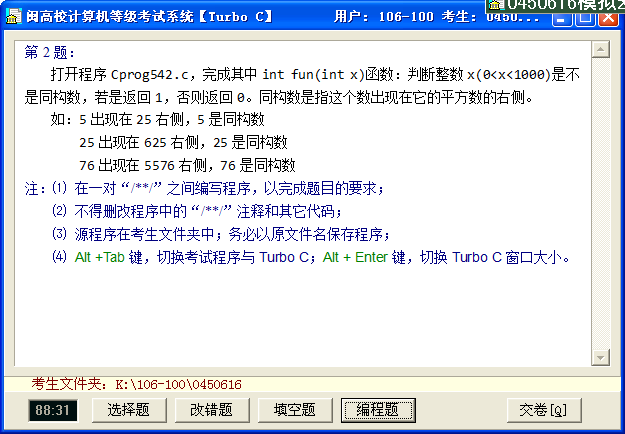 闽高校计算机等级考试系统【Turbo C】 用户: 106-100 考生: 0450...
0450616模拟
第 2 题:
打开程序 Cprog542.c, 完成其中 int fun(int x)函数: 判断整数 x(0<x<1000)是不
是同构数, 若是返回 1, 否则返回 0。同构数是指这个数出现在它的平方数的右侧。
如: 5 出现在 25 右侧, 5 是同构数
25 出现在 625 右侧, 25 是同构数
76 出现在 5576 右侧, 76 是同构数
注: ⑴ 在一对“/**/”之间编写程序, 以完成题目的要求;
⑵ 不得删改程序中的“/**/”注释和其它代码;
⑶ 源程序在考生文件夹中; 务必以原文件名保存程序;
⑷ Alt +Tab 键, 切换考试程序与 Turbo C; Alt + Enter 键, 切换 Turbo C 窗口大小。
考生文件夹: K:\106-100\0450616
88:31 选择题 改错题 填空题 编程题 交卷[Q]